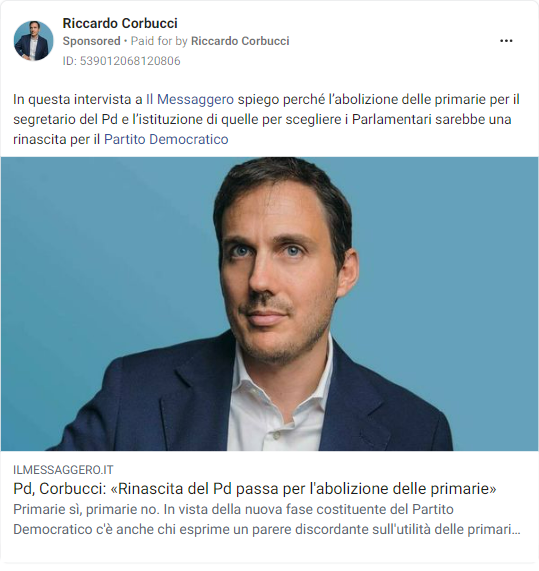 Riccardo Corbucci
Sponsored • Paid for by Riccardo Corbucci
ID: 539012068120806
In questa intervista a Il Messaggero spiego perché l'abolizione delle primarie per il
segretario del Pd e l'istituzione di quelle per scegliere i Parlamentari sarebbe una
rinascita per il Partito Democratico
ILMESSAGGERO.IT
Pd, Corbucci: «Rinascita del Pd passa per l'abolizione delle primarie»
Primarie sì, primarie no. In vista della nuova fase costituente del Partito
Democratico c'è anche chi esprime un parere discordante sull'utilità delle primari...